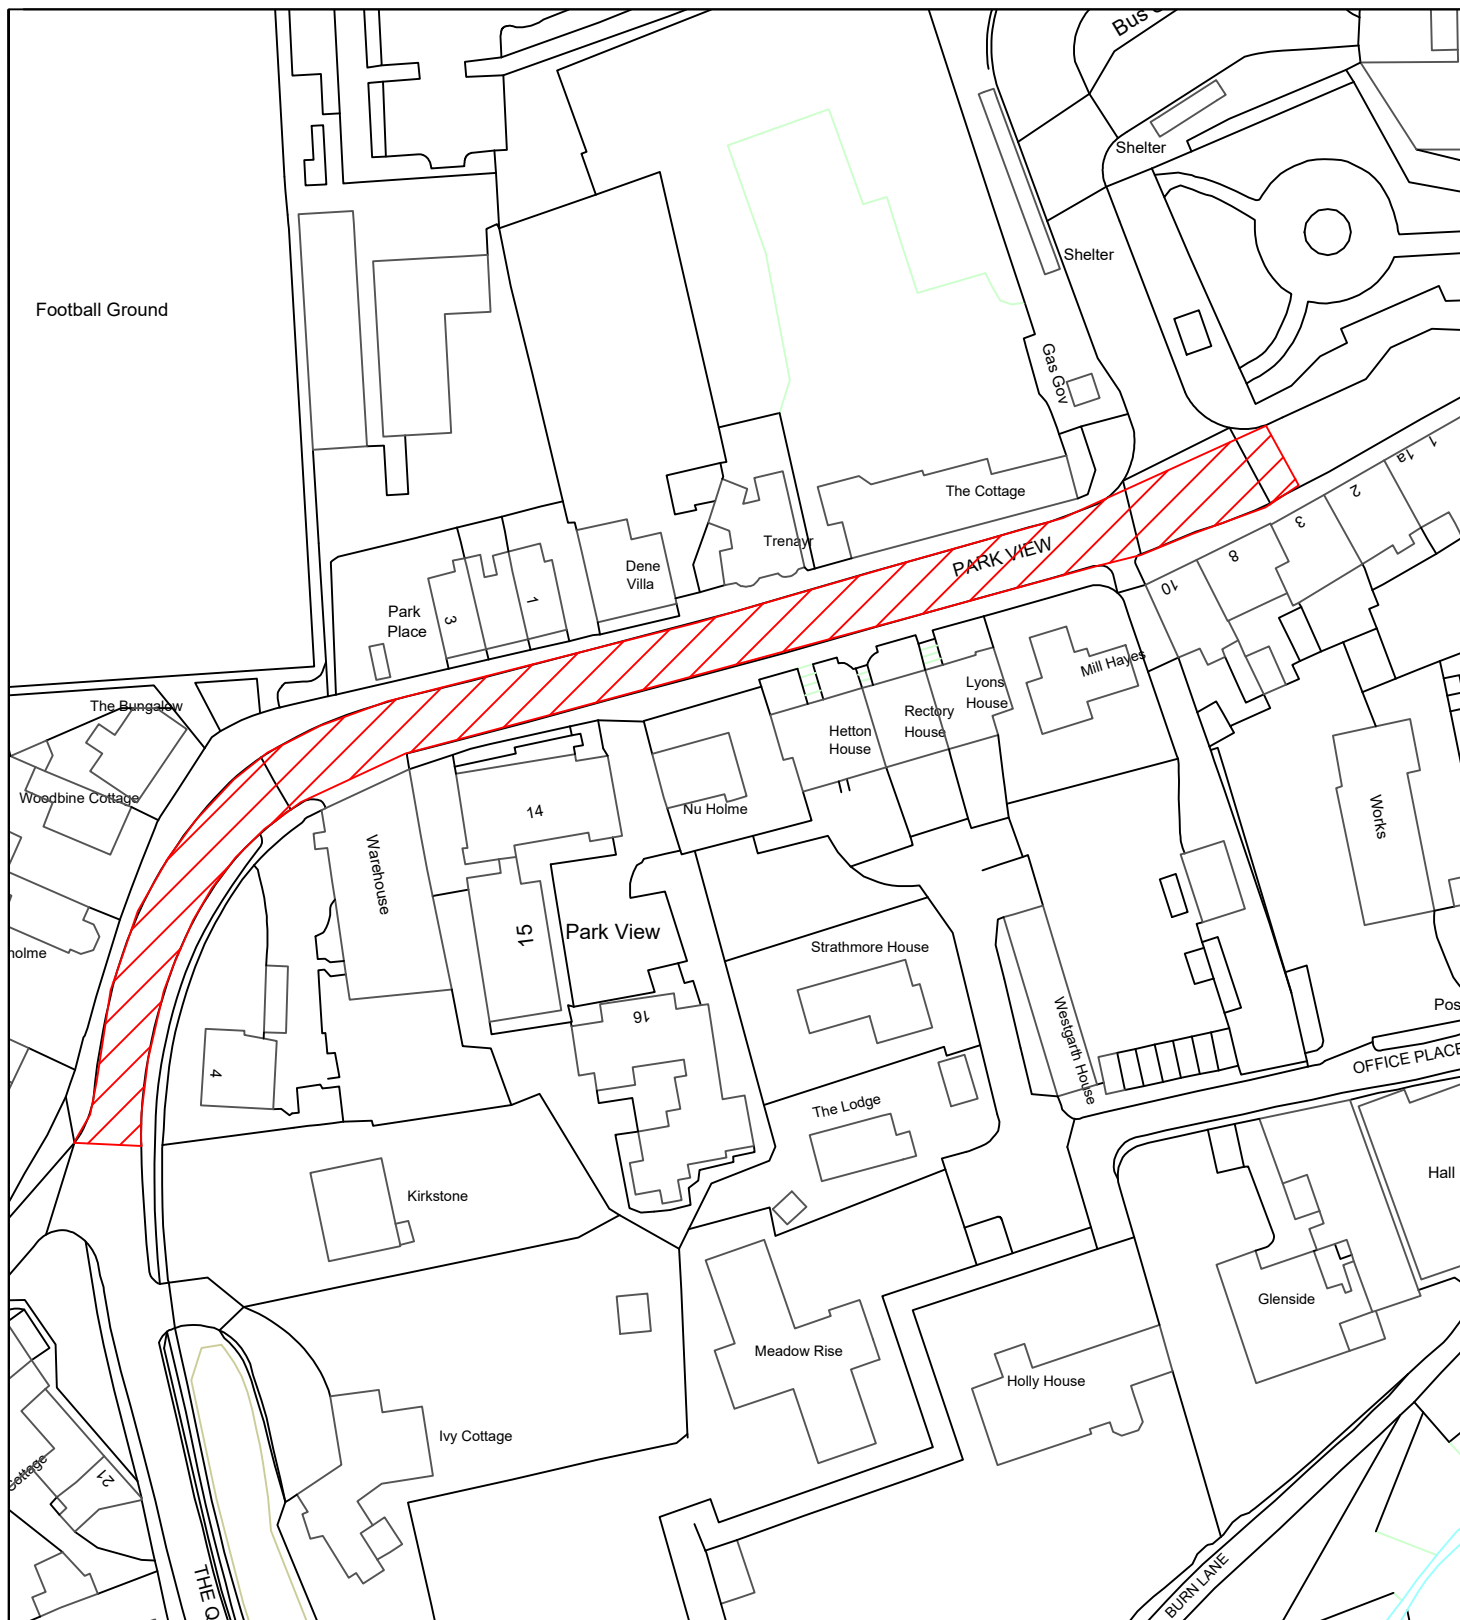 Bus
Shelter
Shelter
Football Ground
Gas Gov
1
1a
2
3
8
10
The Cottage
PARK VIEW
Trenayr
Dene
Villa
1
3
Park
Place
Mill Hayes
Lyons
House
Rectory
House
Hetton
House
The Bungalow
Woodbine Cottage
Nu Holme
14
Warehouse
Works
15
Park View
Strathmore House
holme
16
Westgarth House
Pos
OFFICE PLACE
4
The Lodge
Kirkstone
Hall
Glenside
Meadow Rise
Holly House
Ivy Cottage
Cottage
21
THE Q
BURN LANE